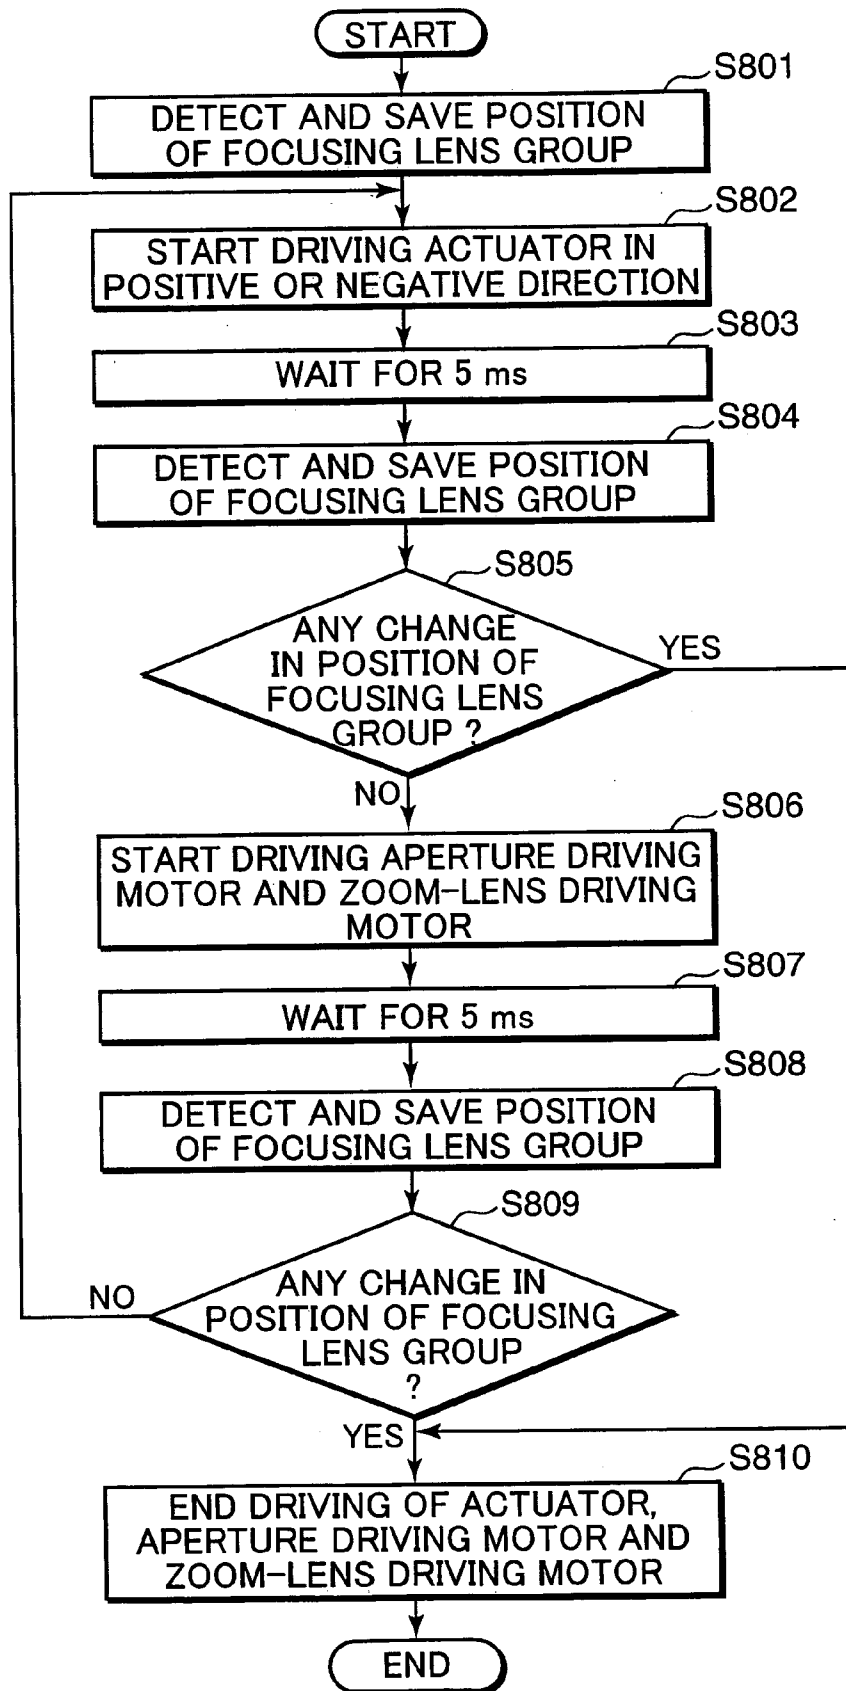 START
S801
DETECT AND SAVE POSITION
OF FOCUSING LENS GROUP
S802
START DRIVING ACTUATOR IN
POSITIVE OR NEGATIVE DIRECTION
S803
WAIT FOR 5 ms
S804
DETECT AND SAVE POSITION
OF FOCUSING LENS GROUP
S805
ANY CHANGE
IN POSITION OF
FOCUSING LENS
GROUP ?
YES
NO
S806
START DRIVING APERTURE DRIVING
MOTOR AND ZOOM-LENS DRIVING
MOTOR
S807
WAIT FOR 5 ms
S808
DETECT AND SAVE POSITION
OF FOCUSING LENS GROUP
S809
ANY CHANGE IN
POSITION OF FOCUSING
LENS GROUP
?
NO
YES
S810
END DRIVING OF ACTUATOR,
APERTURE DRIVING MOTOR AND
ZOOM-LENS DRIVING MOTOR
END